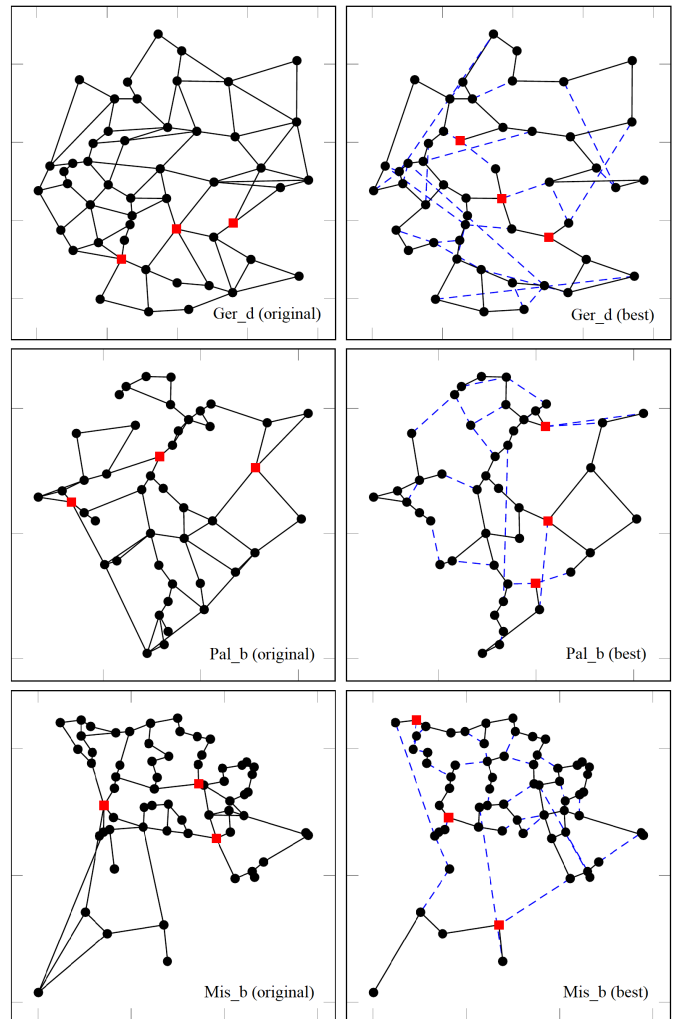 Ger_d (original)
Ger_d (best)
Pal_b (original)
Pal_b (best)
Mis_b (original)
Mis_b (best)